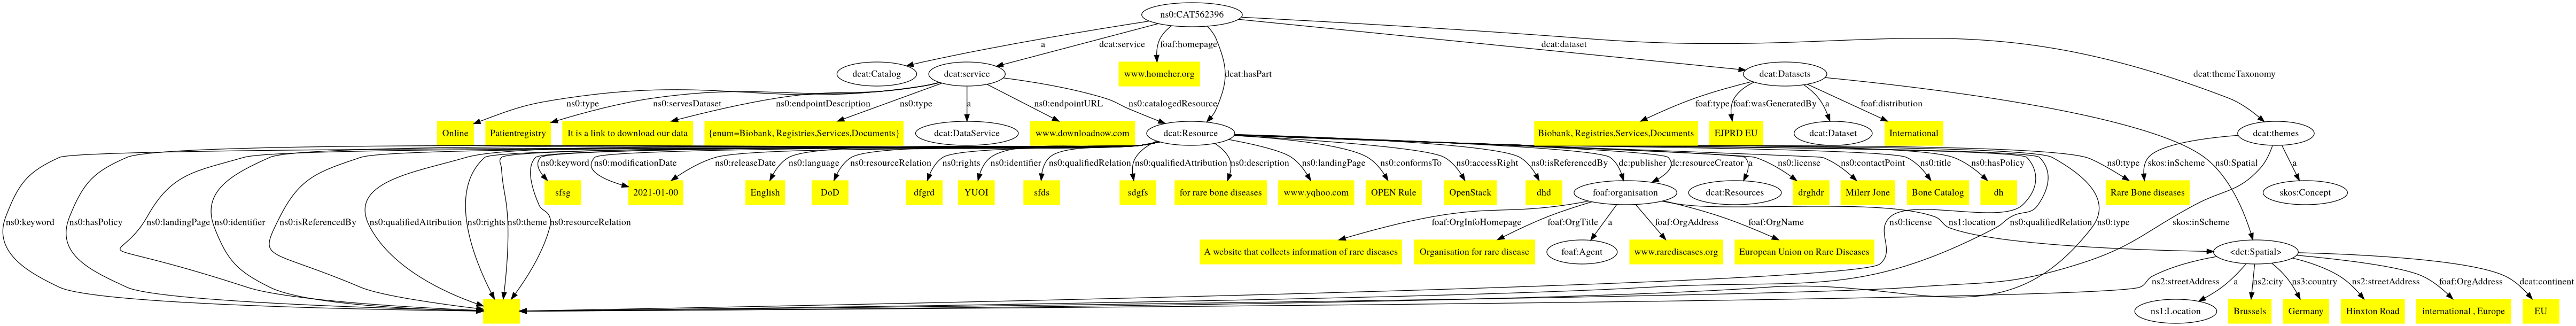 ns0:CAT562396
a
dcat:service
foaf:homepage
dcat:hasPart
dcat:dataset
dcat:themeTaxonomy
dcat:Catalog
dcat:service
www.homeher.org
dcat:Datasets
ns0:type
ns0:servesDataset
ns0:endpointDescription
ns0:type
a
ns0:endpointURL
ns0:catalogedResource
foaf:type
foaf:wasGeneratedBy
a
foaf:distribution
ns0:Spatial
Online
Patientregistry
It is a link to download our data
{enum=Biobank, Registries,Services,Documents}
dcat:DataService
www.downloadnow.com
dcat:Resource
Biobank, Registries,Services,Documents
EJPRD EU
dcat:Dataset
International
dcat:themes
ns0:keyword
ns0:modificationDate
ns0:releaseDate
ns0:language
ns0:resourceRelation
ns0:rights
ns0:identifier
ns0:qualifiedRelation
ns0:qualifiedAttribution
ns0:description
ns0:landingPage
ns0:conformsTo
ns0:accessRight
ns0:isReferencedBy
dc:publisher
dc:resourceCreator
a
ns0:license
ns0:contactPoint
ns0:title
ns0:hasPolicy
ns0:type
skos:inScheme
a
sfsg
2021-01-00
English
DoD
dfgrd
YUOI
sfds
sdgfs
for rare bone diseases
www.yqhoo.com
OPEN Rule
OpenStack
dhd
foaf:organisation
dcat:Resources
drghdr
Milerr Jone
Bone Catalog
dh
Rare Bone diseases
skos:Concept
ns0:keyword
ns0:hasPolicy
ns0:landingPage
ns0:identifier
ns0:isReferencedBy
ns0:qualifiedAttribution
ns0:rights
ns0:theme
ns0:resourceRelation
foaf:OrgInfoHomepage
foaf:OrgTitle
a
foaf:OrgAddress
foaf:OrgName
ns0:license
ns1:location
ns0:qualifiedRelation
ns0:type
skos:inScheme
A website that collects information of rare diseases
Organisation for rare disease
foaf:Agent
www.rarediseases.org
European Union on Rare Diseases
<dct:Spatial>
ns2:streetAddress
a
ns2:city
ns3:country
ns2:streetAddress
foaf:OrgAddress
dcat:continent
ns1:Location
Brussels
Germany
Hinxton Road
international , Europe
EU